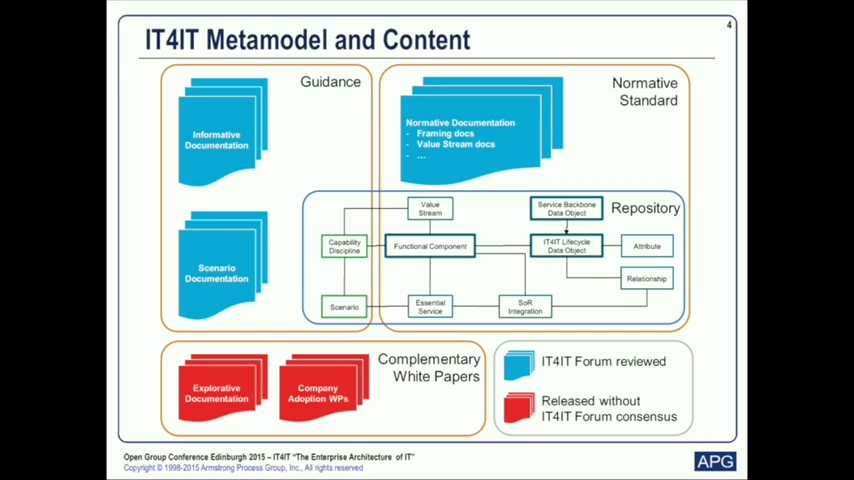 4
IT4IT Metamodel and Content
Guidance
Informative
Documentation
Scenario
Documentation
Normative
Standard
Normative Documentation
- Framing docs
- Value Stream docs
- ...
Repository
Value
Stream
Service Backbone
Data Object
Capability
Discipline
Functional Component
IT4IT Lifecycle
Data Object
Attribute
Relationship
Scenario
Essential
Service
SoR
Integration
Complementary
White Papers
Explorative
Documentation
Company
Adoption WPs
IT4IT Forum reviewed
Released without
IT4IT Forum consensus
Open Group Conference Edinburgh 2015 – IT4IT "The Enterprise Architecture of IT"
Copyright © 1998-2015 Armstrong Process Group, Inc., All rights reserved
APG